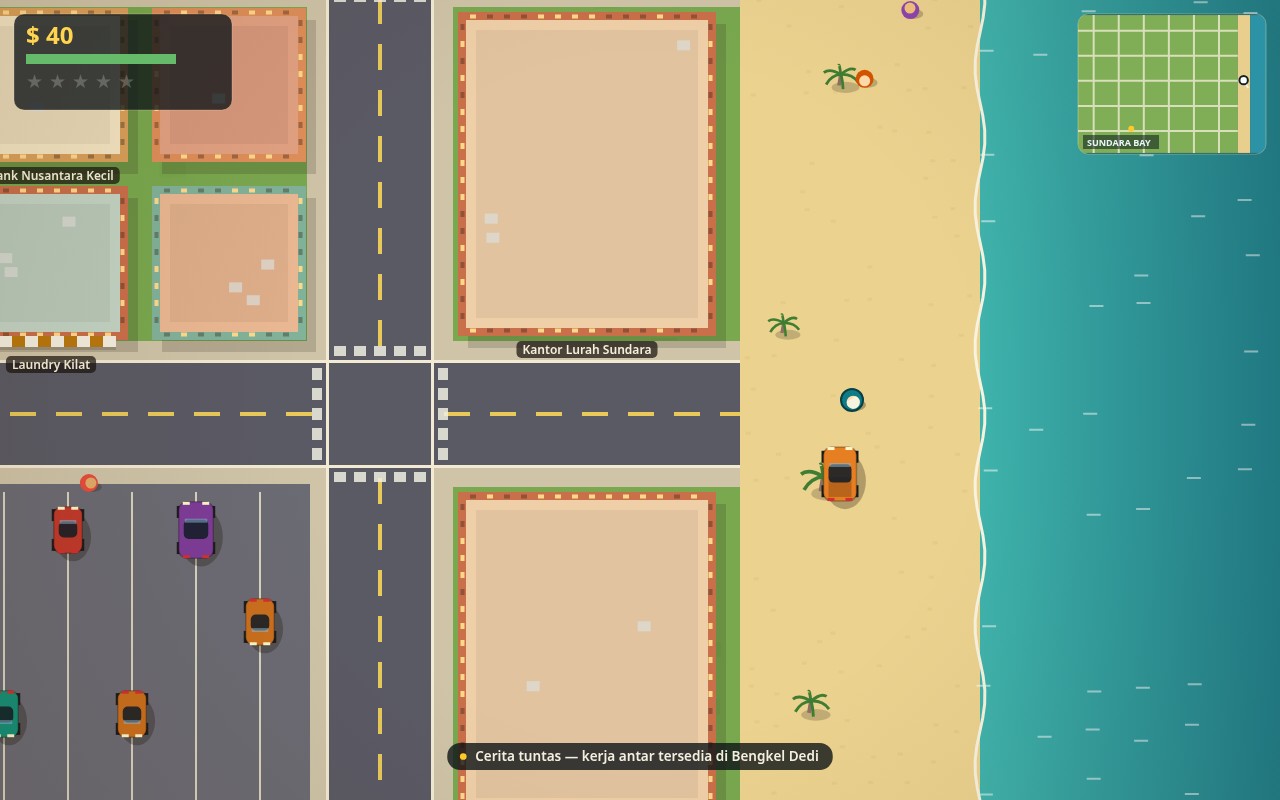 $ 40
SUNDARA BAY
ank Nusantara Kecil
Kantor Lurah Sundara
Laundry Kilat
Cerita tuntas — kerja antar tersedia di Bengkel Dedi